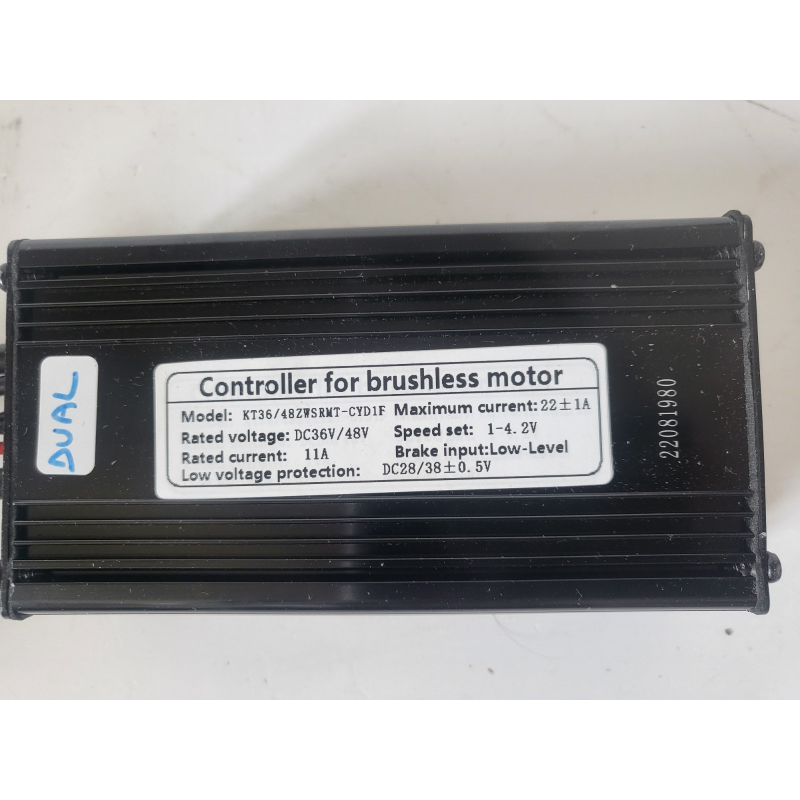 DUAL
Controller for brushless motor
Model: KT36/48ZWSRMT-CYD1F Maximum current:22±1A
Rated voltage: DC36V/48V Speed set: 1-4.2V
Rated current: 11A Brake input:Low-Level
Low voltage protection: DC28/38±0.5V
22081980